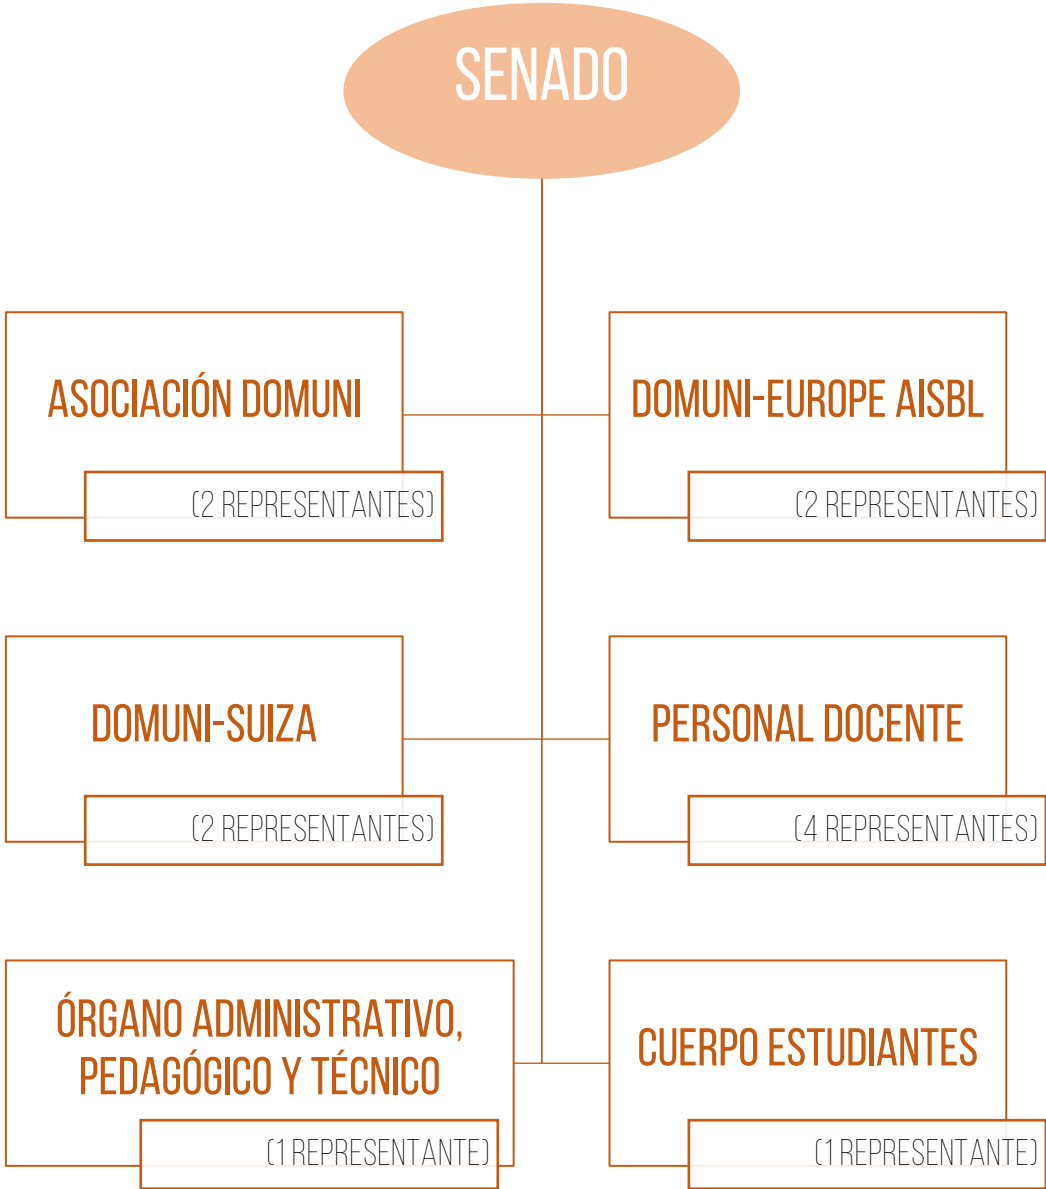 SENADO
ASOCIACIÓN DOMUNI
(2 REPRESENTANTES)
DOMUNI-EUROPE AISBL
(2 REPRESENTANTES)
DOMUNI-SUIZA
(2 REPRESENTANTES)
PERSONAL DOCENTE
(4 REPRESENTANTES)
ÓRGANO ADMINISTRATIVO,
PEDAGÓGICO Y TÉCNICO
(1 REPRESENTANTE)
CUERPO ESTUDIANTES
(1 REPRESENTANTE)